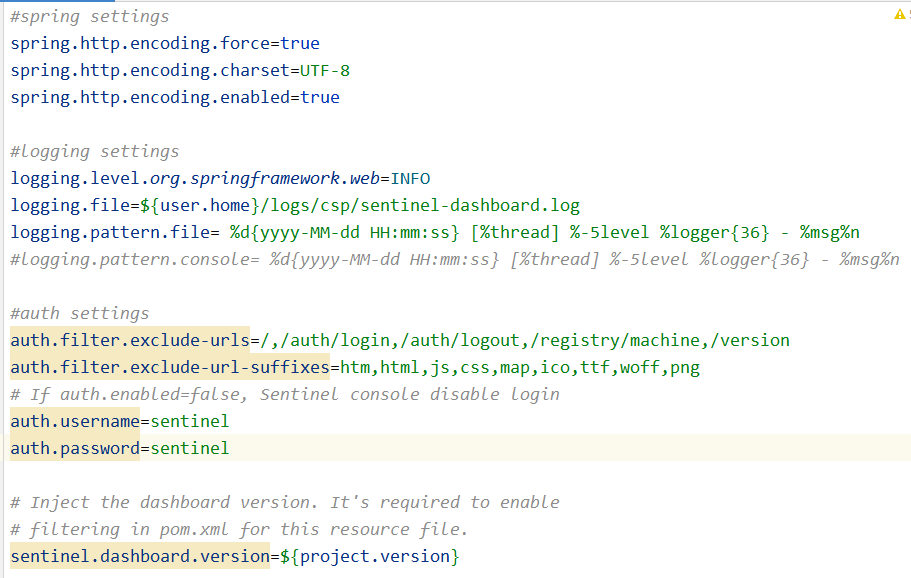 #spring settings
spring.http.encoding.force=true
spring.http.encoding.charset=UTF-8
spring.http.encoding.enabled=true
#logging settings
logging.level.org.springframework.web=INFO
logging.file=${user.home}/logs/csp/sentinel-dashboard.log
logging.pattern.file= %d{yyyy-MM-dd HH:mm:ss} [%thread] %-5level %logger{36} - %msg%n
#logging.pattern.console= %d{yyyy-MM-dd HH:mm:ss} [%thread] %-5level %logger{36} - %msg%n
#auth settings
auth.filter.exclude-urls=/,/auth/login,/auth/logout,/registry/machine,/version
auth.filter.exclude-url-suffixes=htm,html,js,css,map,ico,ttf,woff,png
# If auth.enabled=false, Sentinel console disable login
auth.username=sentinel
auth.password=sentinel
# Inject the dashboard version. It's required to enable
# filtering in pom.xml for this resource file.
sentinel.dashboard.version=${project.version}